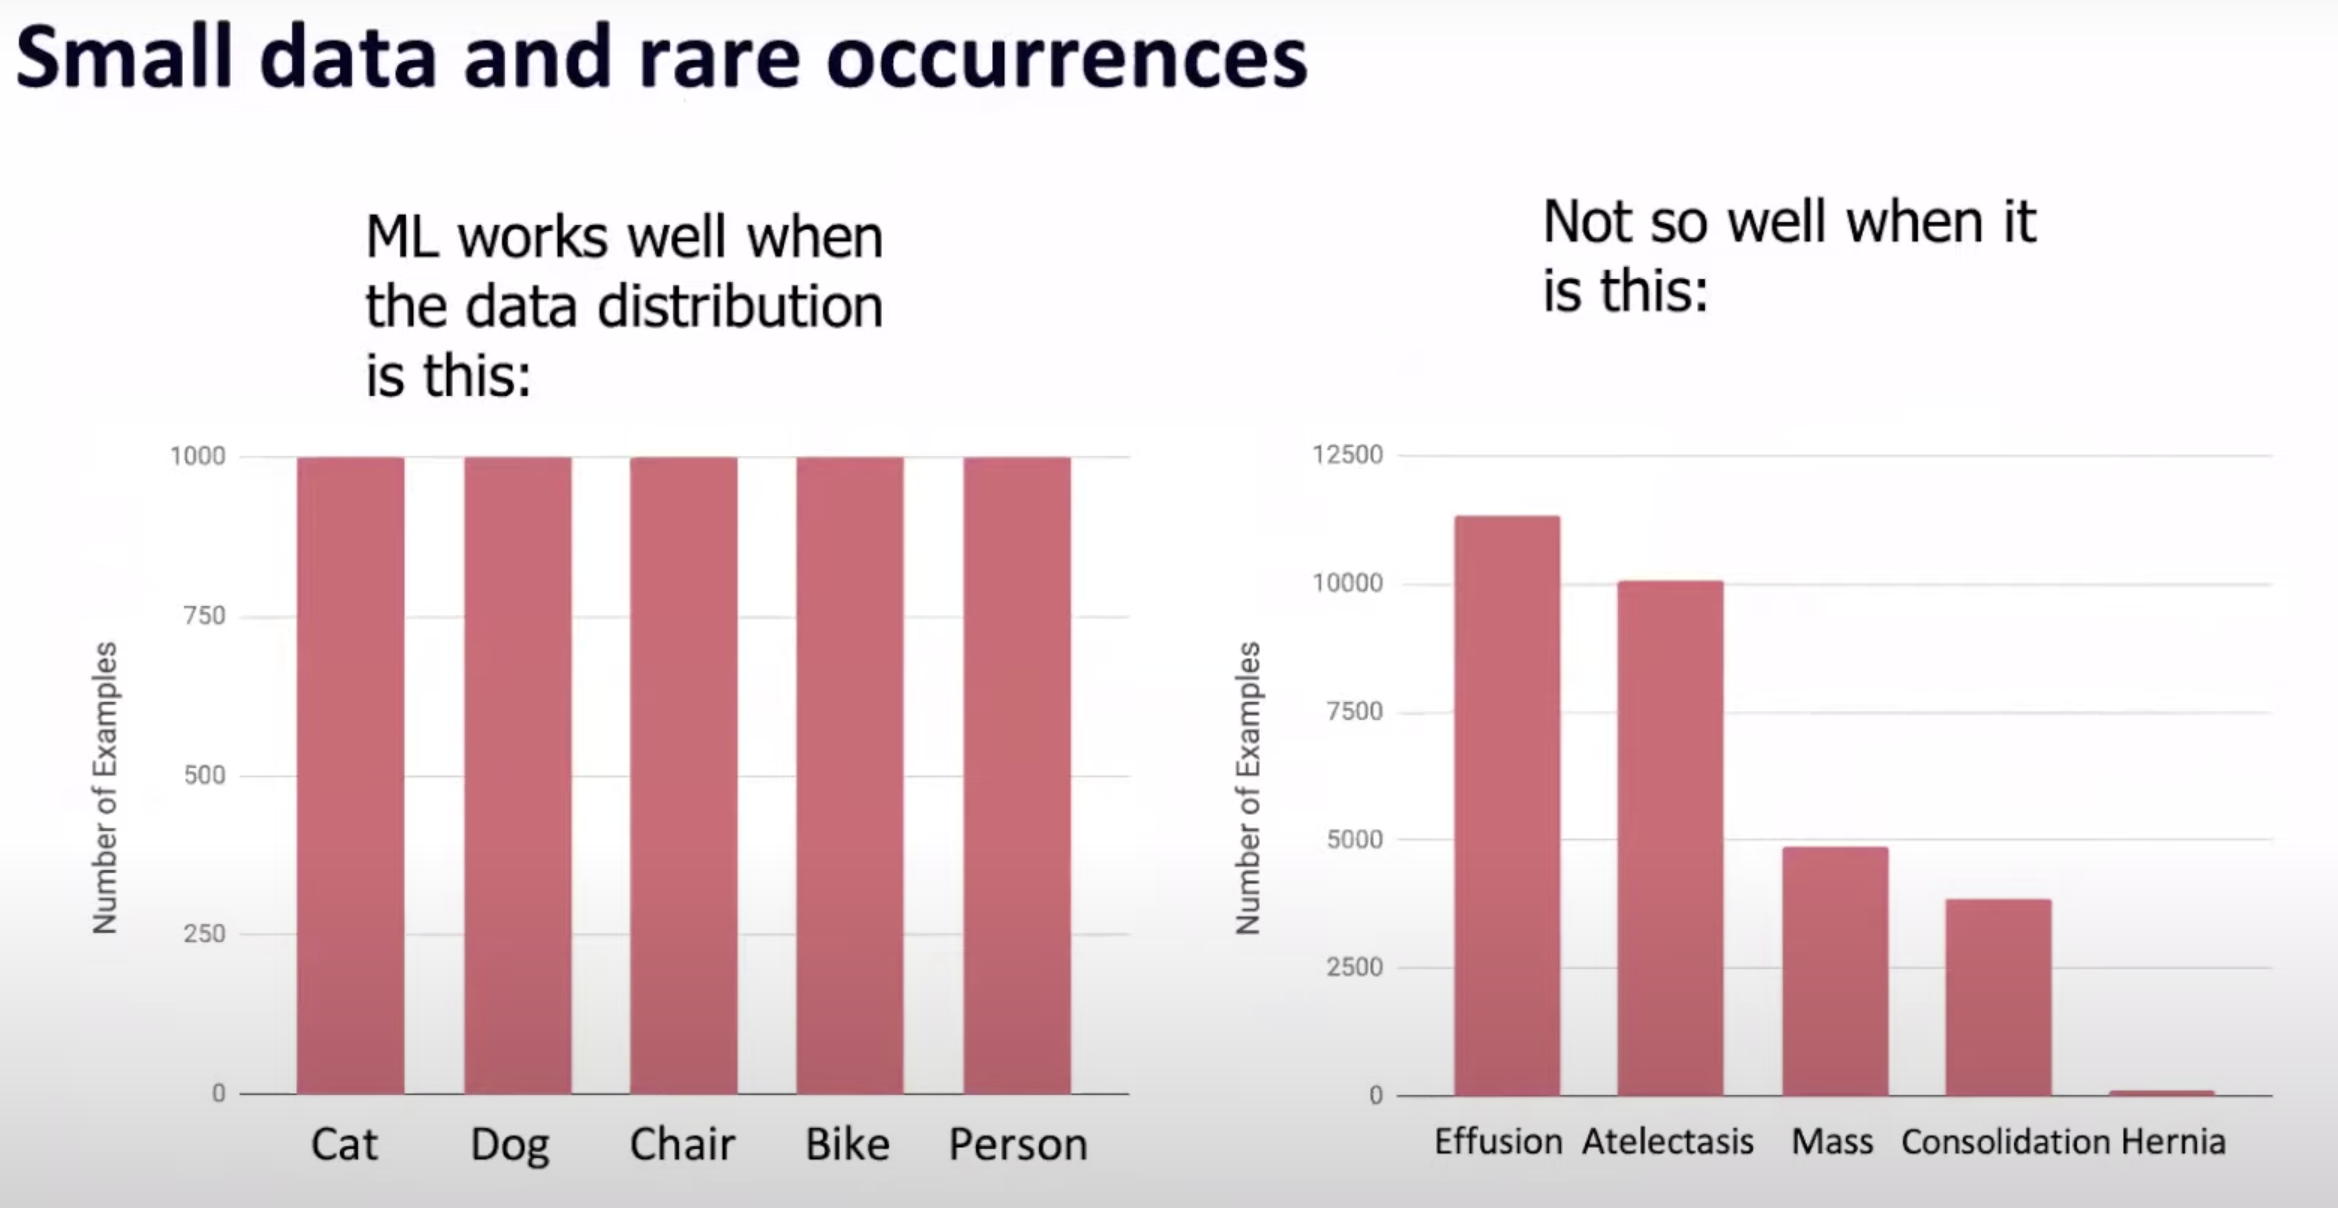 Small data and rare occurrences
ML works well when
the data distribution
is this:
Number of Examples
1000
750
500
250
0
Cat
Dog
Chair
Bike
Person
Not so well when it
is this:
Number of Examples
12500
10000
7500
5000
2500
0
Effusion
Atelectasis
Mass
Consolidation
Hernia